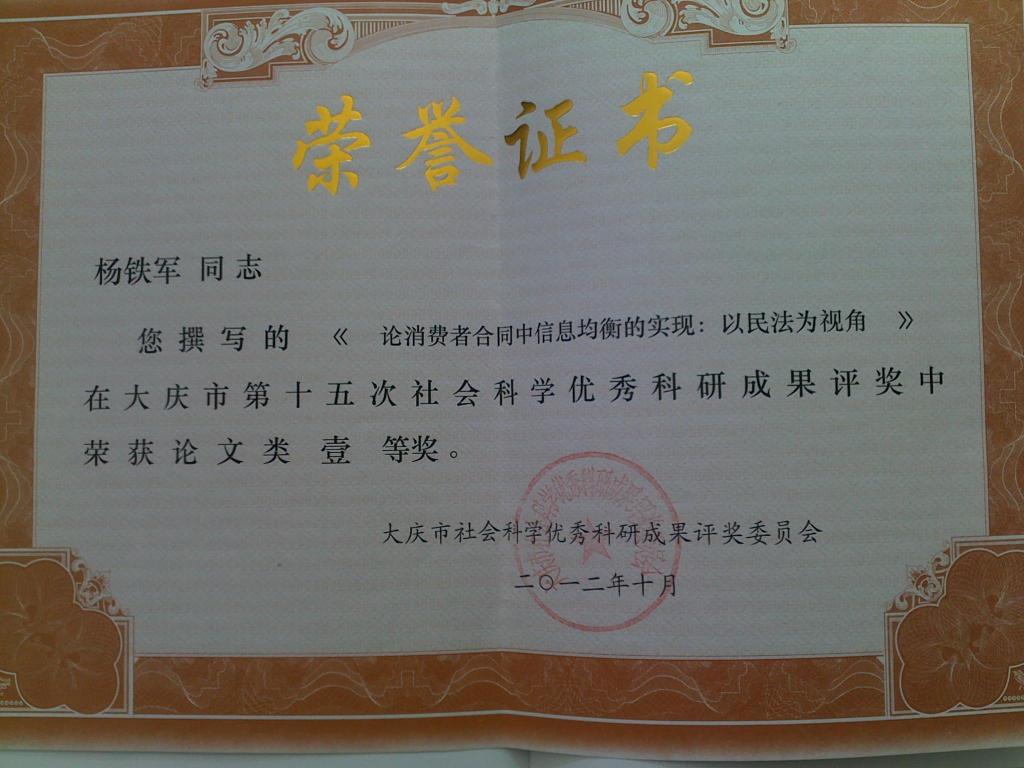 荣誉证书
杨铁军 同志
您撰写的《 论消费者合同中信息均衡的实现：以民法为视角 》
在大庆市第十五次社会科学优秀科研成果评奖中
荣获论文类 壹 等奖。
大庆市社会科学优秀科研成果评奖委员会
二〇一二年十月